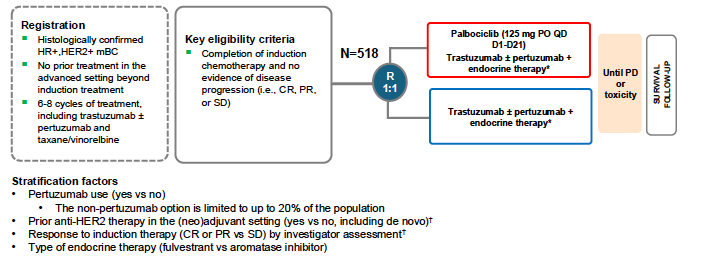 Registration
▪ Histologically confirmed
HR+,HER2+ mBC
▪ No prior treatment in the
advanced setting beyond
induction treatment
▪ 6-8 cycles of treatment,
including trastuzumab ±
pertuzumab and
taxane/vinorelbine
Key eligibility criteria
▪ Completion of induction
chemotherapy and no
evidence of disease
progression (i.e., CR, PR,
or SD)
N=518
R
1:1
Palbociclib (125 mg PO QD
D1-D21)
Trastuzumab ± pertuzumab +
endocrine therapy*
Trastuzumab ± pertuzumab +
endocrine therapy*
Until PD
or
toxicity
SURVIVAL
FOLLOW-UP
Stratification factors
• Pertuzumab use (yes vs no)
• The non-pertuzumab option is limited to up to 20% of the population
• Prior anti-HER2 therapy in the (neo)adjuvant setting (yes vs no, including de novo)†
• Response to induction therapy (CR or PR vs SD) by investigator assessment†
• Type of endocrine therapy (fulvestrant vs aromatase inhibitor)